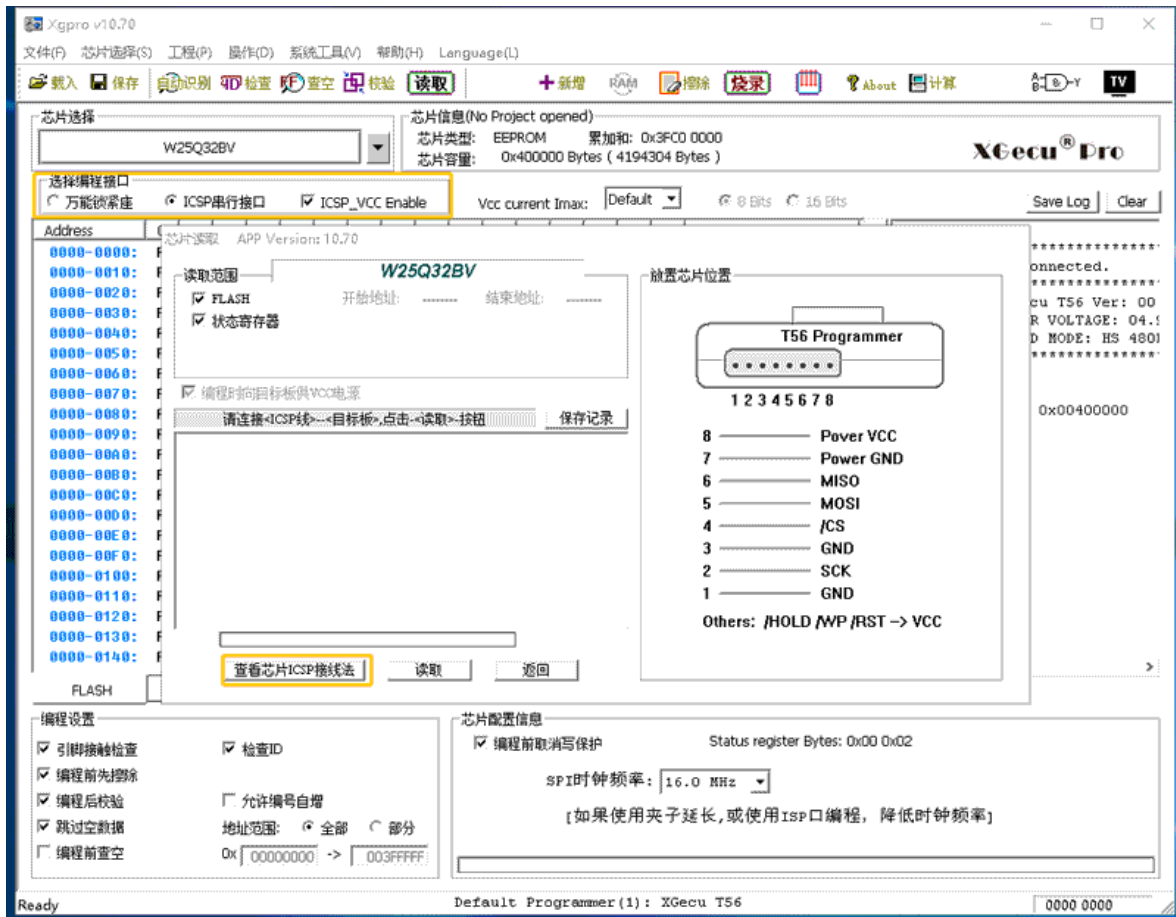 Xgpro v10.70
文件(F) 芯片选择(S) 工程(P) 操作(D) 系统工具(V) 帮助(H) Language(L)
载入 保存 自动识别 检查 查空 校验 读取 新增 RAM 擦除 烧录 About 计算 TV
芯片选择
W25Q32BV
芯片信息(No Project opened)
芯片类型: EEPROM 累加和: 0x3FC0 0000
芯片容量: 0x400000 Bytes ( 4194304 Bytes )
XGecu® Pro
选择编程接口
万能锁紧座 ICSP串行接口 ICSP_VCC Enable Vcc current Imax: Default 8 Bits 16 Bits Save Log Clear
Address
0000-0000: F
0000-0010: F
0000-0020: F
0000-0030: F
0000-0040: F
0000-0050: F
0000-0060: F
0000-0070: F
0000-0080: F
0000-0090: F
0000-00A0: F
0000-00B0: F
0000-00C0: F
0000-00D0: F
0000-00E0: F
0000-00F0: F
0000-0100: F
0000-0110: F
0000-0120: F
0000-0130: F
0000-0140: F
芯片读取 APP Version: 10.70
读取范围 W25Q32BV
FLASH 开始地址: -------- 结束地址: --------
状态寄存器
编程时向目标板供VCC电源
请连接<ICSP线>---<目标板>,点击-<读取>-按钮 保存记录
查看芯片ICSP接线法 读取 返回
放置芯片位置
T56 Programmer
1 2 3 4 5 6 7 8
8 Pover VCC
7 Power GND
6 MISO
5 MOSI
4 /CS
3 GND
2 SCK
1 GND
Others: /HOLD /WP /RST -> VCC
***************
onnected.
***************
cu T56 Ver: 00
R VOLTAGE: 04.9
D MODE: HS 480
***************
0x00400000
FLASH
编程设置
引脚接触检查 检查ID
编程前先擦除
编程后校验 允许编号自增
跳过空数据 地址范围: 全部 部分
编程前查空 0x 00000000 -> 003FFFFF
芯片配置信息
编程前取消写保护 Status register Bytes: 0x00 0x02
SPI时钟频率: 16.0 MHz
[如果使用夹子延长,或使用ISP口编程, 降低时钟频率]
Ready Default Programmer(1): XGecu T56 0000 0000